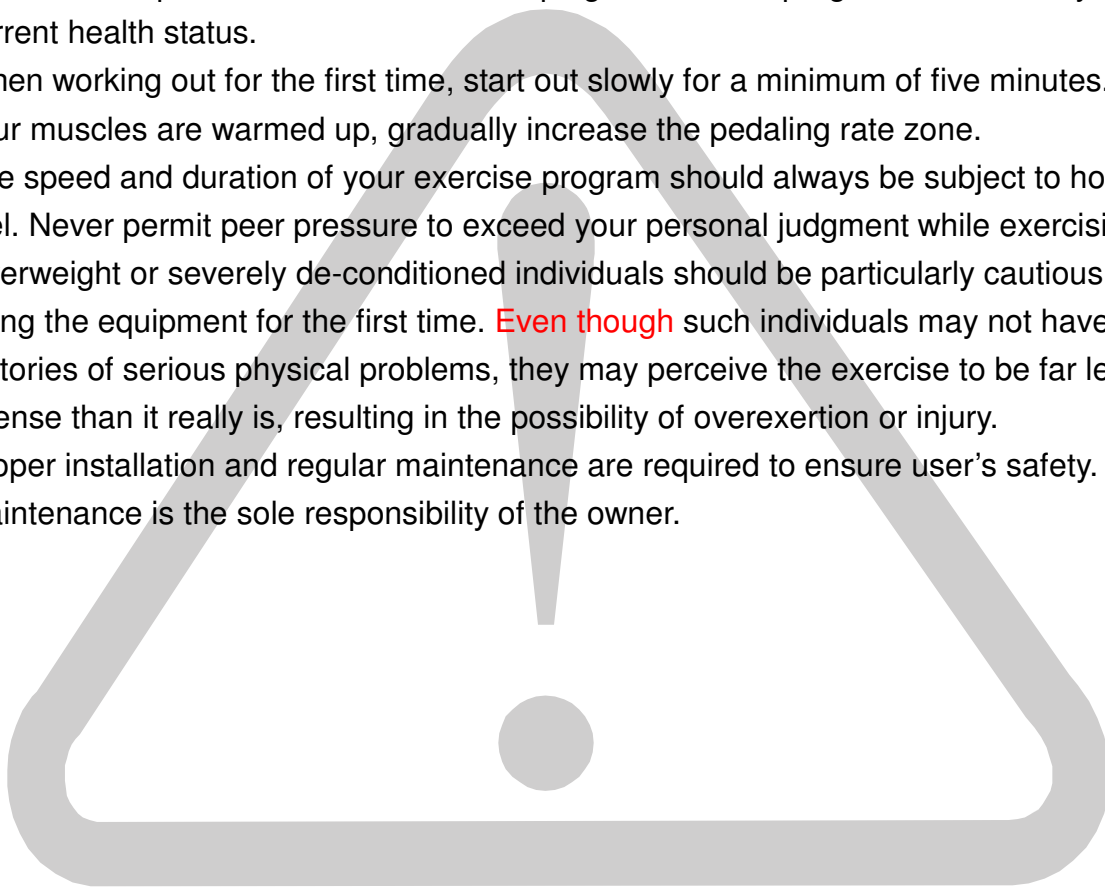 rrent health status.
hen working out for the first time, start out slowly for a minimum of five minutes.
ur muscles are warmed up, gradually increase the pedaling rate zone.
e speed and duration of your exercise program should always be subject to ho
el. Never permit peer pressure to exceed your personal judgment while exercisi
erweight or severely de-conditioned individuals should be particularly cautious
ng the equipment for the first time. Even though such individuals may not have
tories of serious physical problems, they may perceive the exercise to be far le
ense than it really is, resulting in the possibility of overexertion or injury.
oper installation and regular maintenance are required to ensure user's safety.
aintenance is the sole responsibility of the owner.